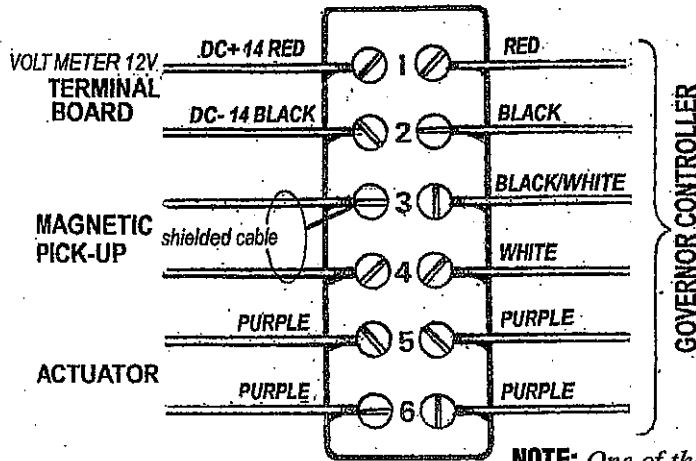 VOLT METER 12V
TERMINAL
BOARD
DC+ 14 RED
1
RED
DC- 14 BLACK
2
BLACK
MAGNETIC
PICK-UP
shielded cable
3
BLACK/WHITE
4
WHITE
ACTUATOR
PURPLE
5
PURPLE
PURPLE
6
PURPLE
GOVERNOR CONTROLLER
NOTE: One of th